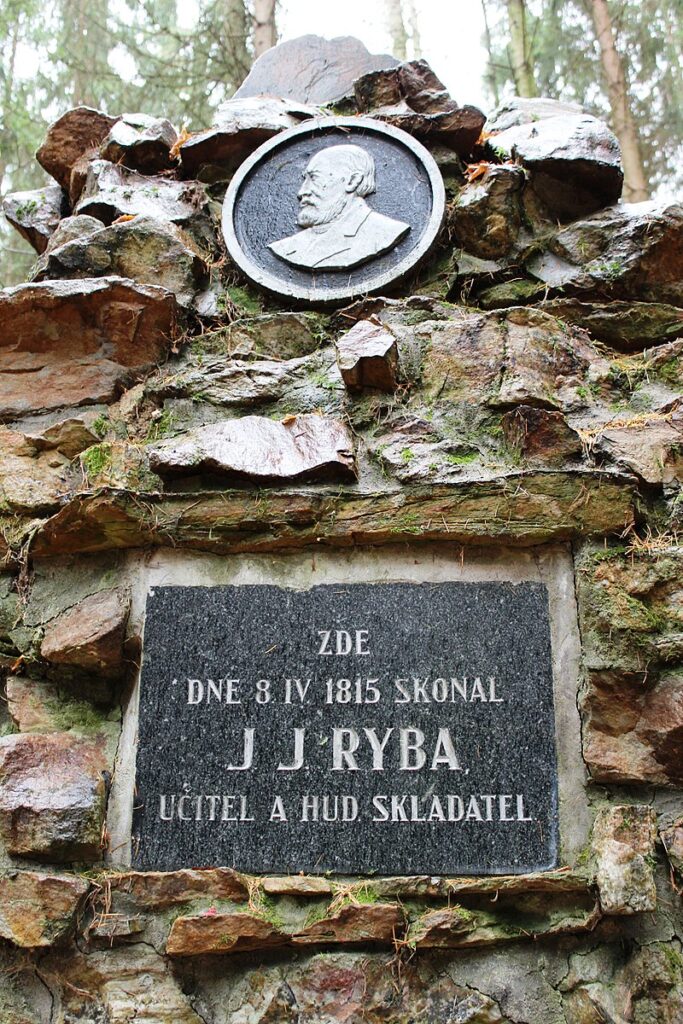 ZDE
DNE 8 IV 1815 SKONAL
J J RYBA
UČITEL A HUD SKLADATEL